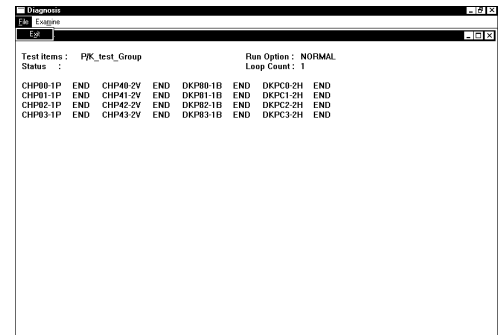 Diagnosis
File Examine
Exit
Test items : P/K_test_Group Run Option : NORMAL
Status : Loop Count : 1
CHP00-1P END CHP40-2V END DKP80-1B END DKPC0-2H END
CHP01-1P END CHP41-2V END DKP81-1B END DKPC1-2H END
CHP02-1P END CHP42-2V END DKP82-1B END DKPC2-2H END
CHP03-1P END CHP43-2V END DKP83-1B END DKPC3-2H END